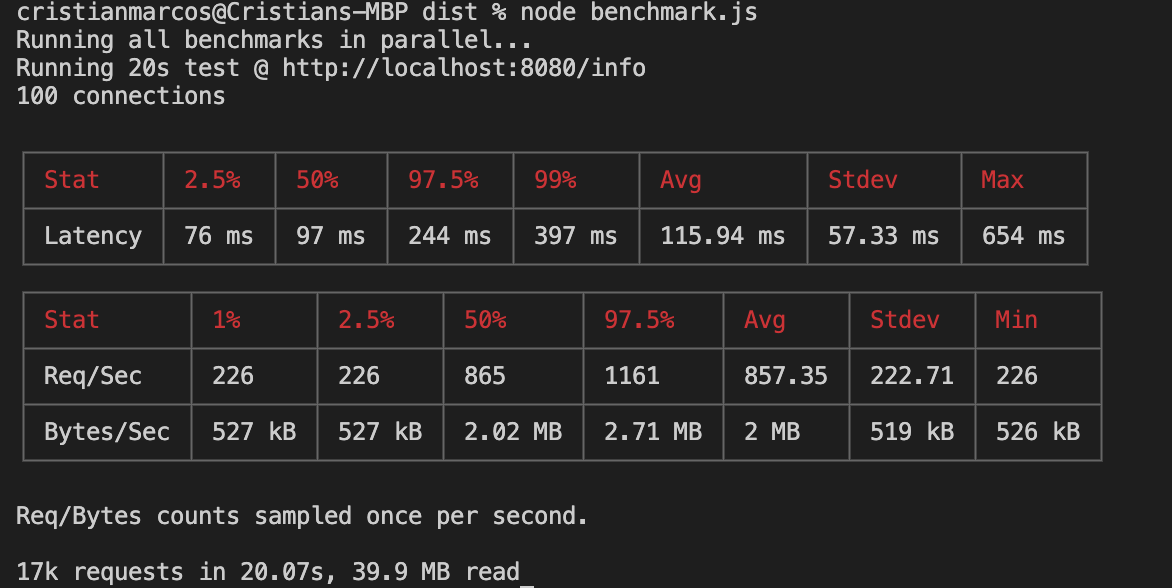 cristianmarcos@Cristians-MBP dist % node benchmark.js
Running all benchmarks in parallel...
Running 20s test @ http://localhost:8080/info
100 connections
Stat 2.5% 50% 97.5% 99% Avg Stdev Max
Latency 76 ms 97 ms 244 ms 397 ms 115.94 ms 57.33 ms 654 ms
Stat 1% 2.5% 50% 97.5% Avg Stdev Min
Req/Sec 226 226 865 1161 857.35 222.71 226
Bytes/Sec 527 kB 527 kB 2.02 MB 2.71 MB 2 MB 519 kB 526 kB
Req/Bytes counts sampled once per second.
17k requests in 20.07s, 39.9 MB read